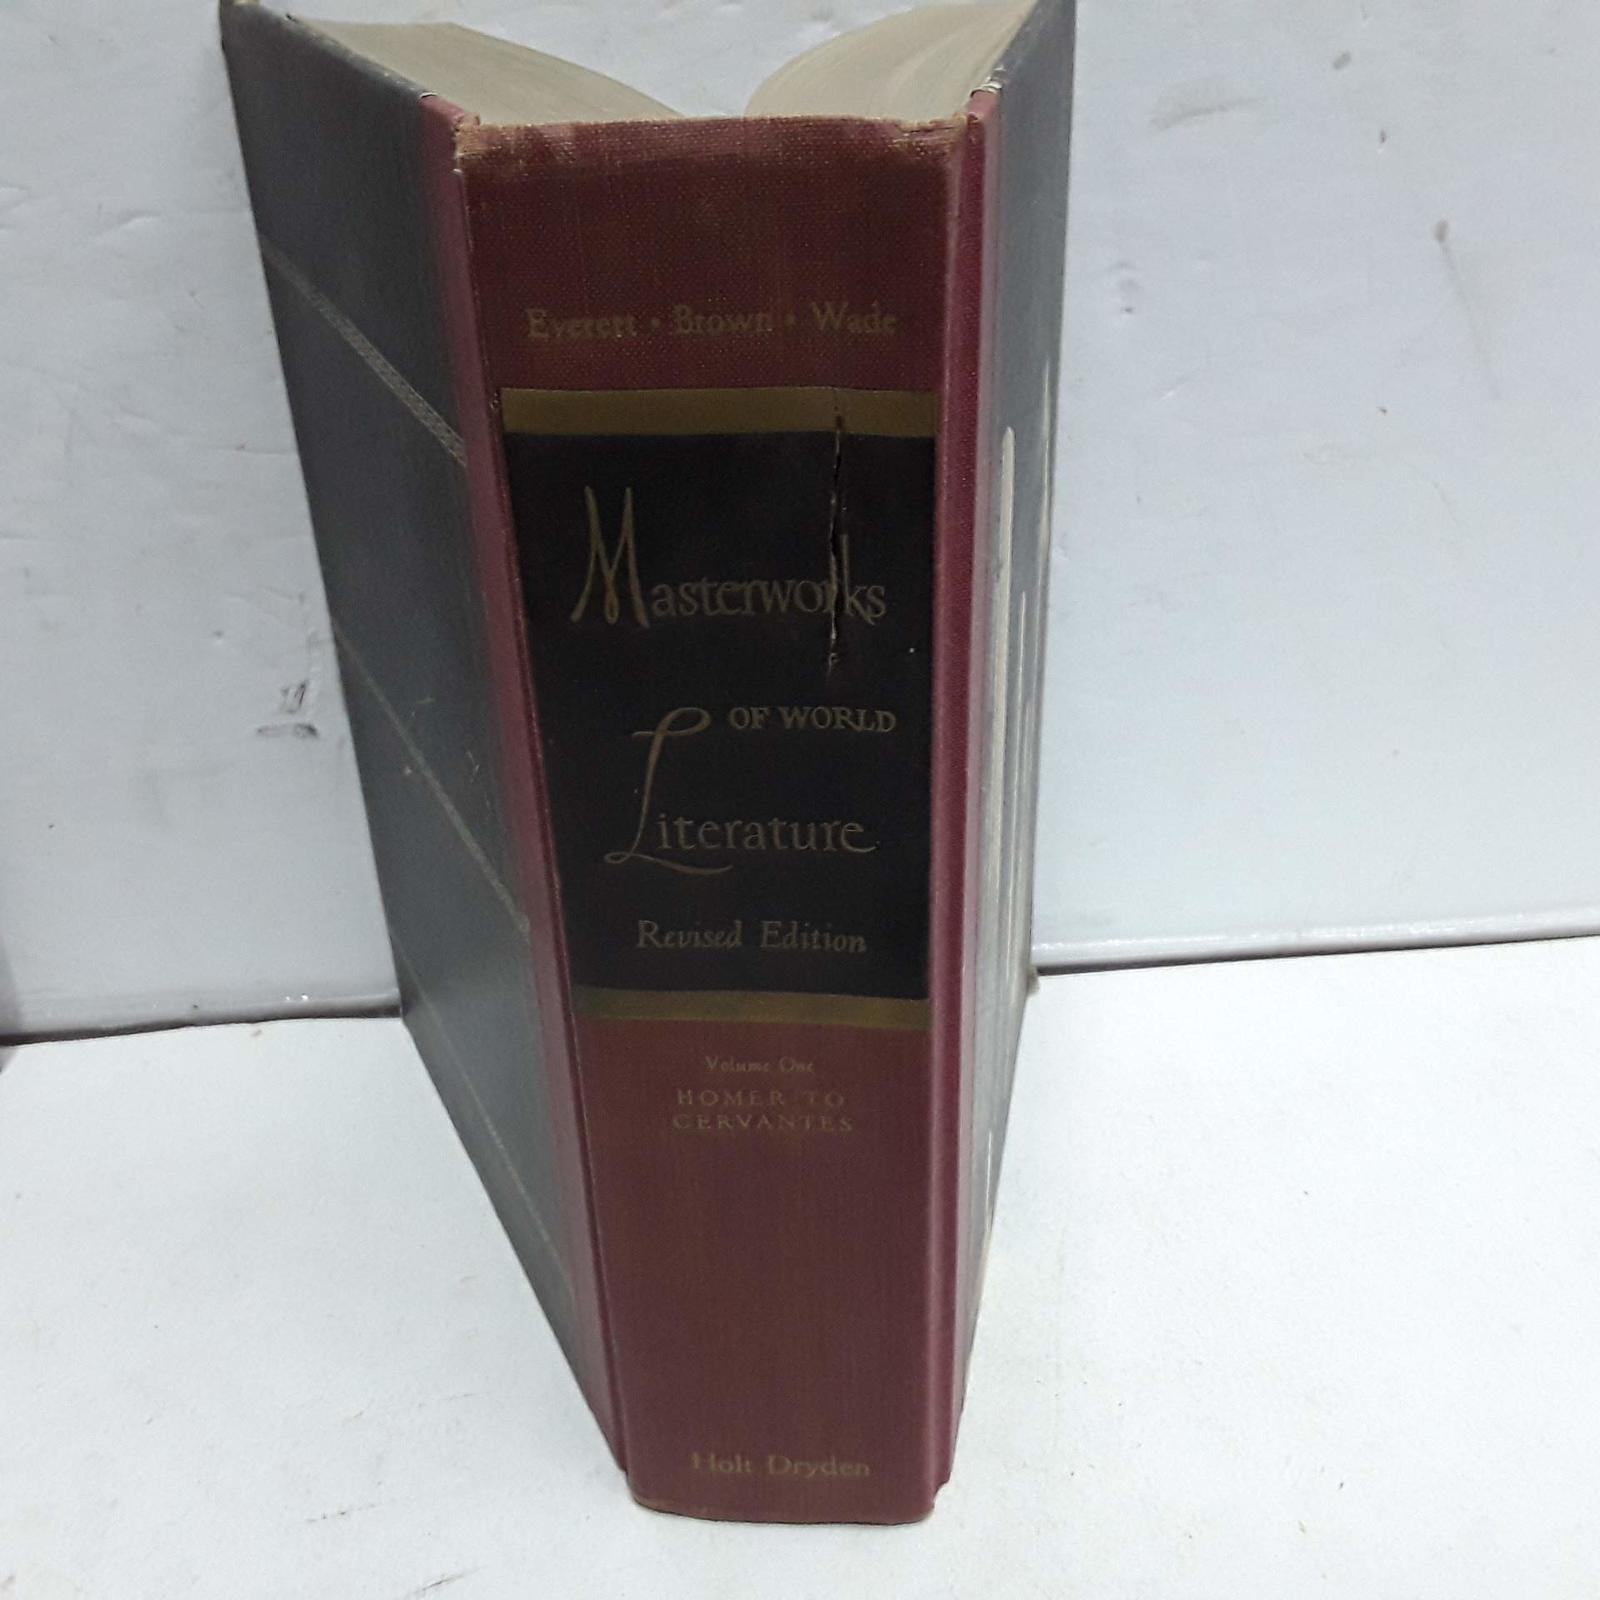 Everett • Brown • Wade
Masterworks
OF WORLD
Literature
Revised Edition
Volume One
HOMER TO
CERVANTES
Holt Dryden